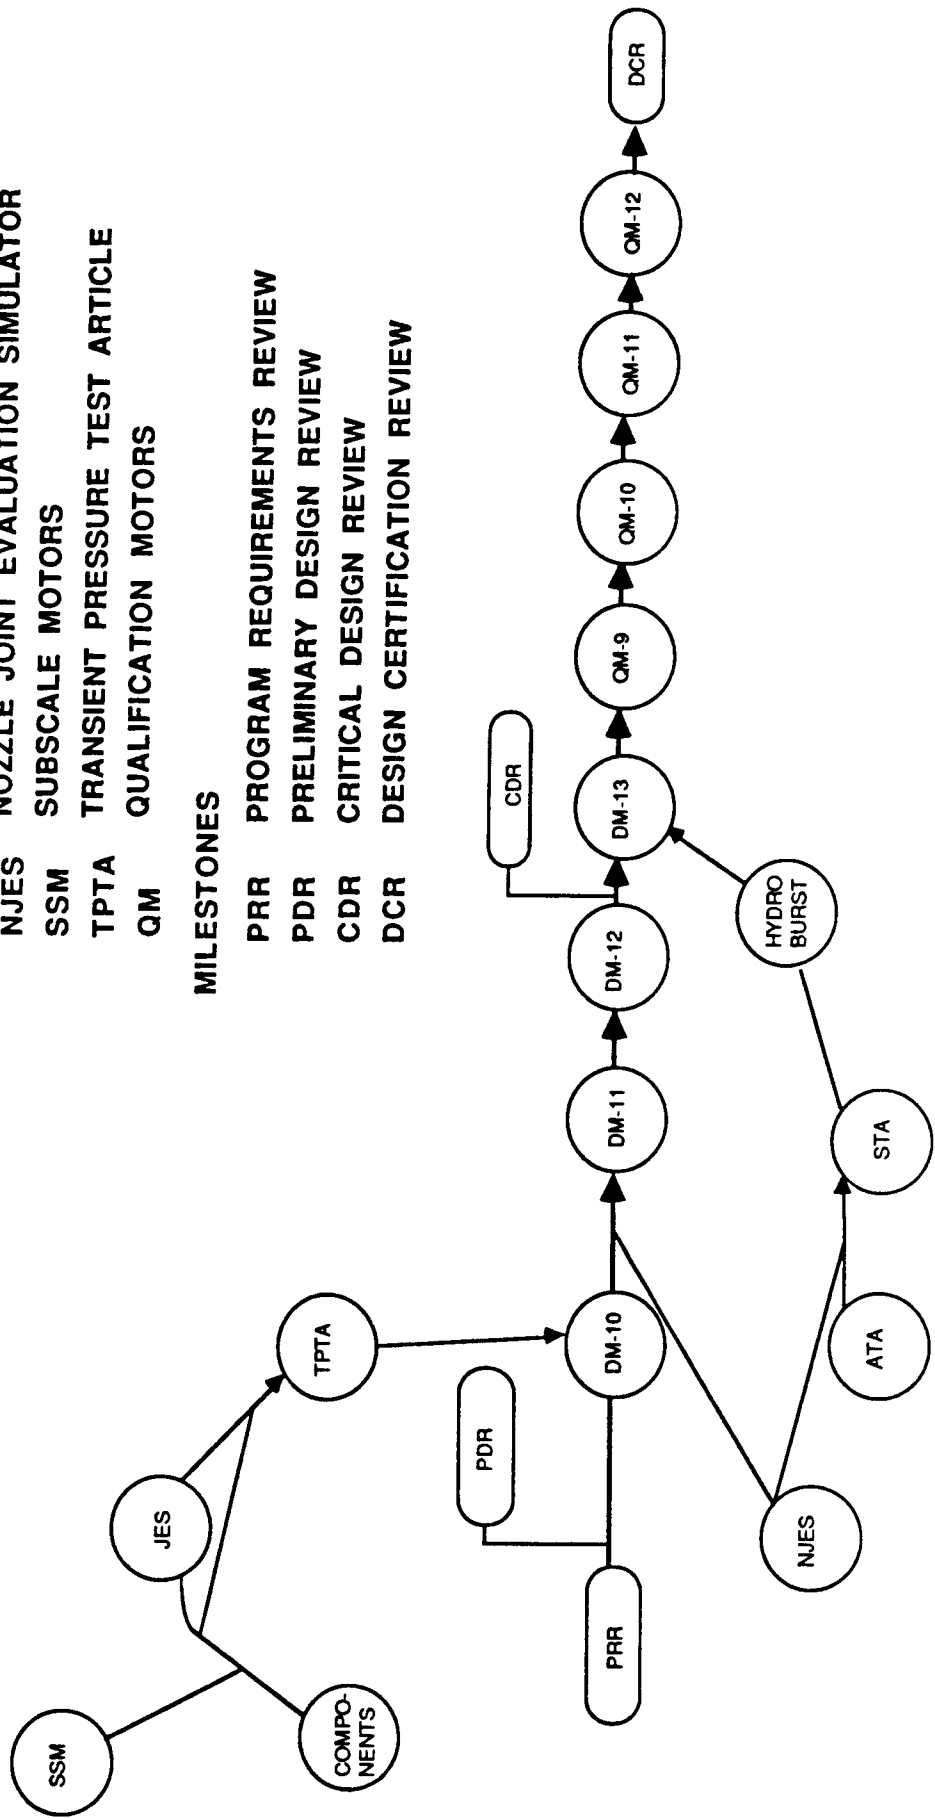 NJES NOZZLE JOINT EVALUATION SIMULATOR
SSM SUBSCALE MOTORS
TPTA TRANSIENT PRESSURE TEST ARTICLE
QM QUALIFICATION MOTORS
MILESTONES
PRR PROGRAM REQUIREMENTS REVIEW
PDR PRELIMINARY DESIGN REVIEW
CDR CRITICAL DESIGN REVIEW
DCR DESIGN CERTIFICATION REVIEW
SSM
JES
COMPO-
NENTS
TPTA
PDR
CDR
PRR
DM-10
DM-11
DM-12
DM-13
QM-9
QM-10
QM-11
QM-12
DCR
NJES
ATA
STA
HYDRO
BURST